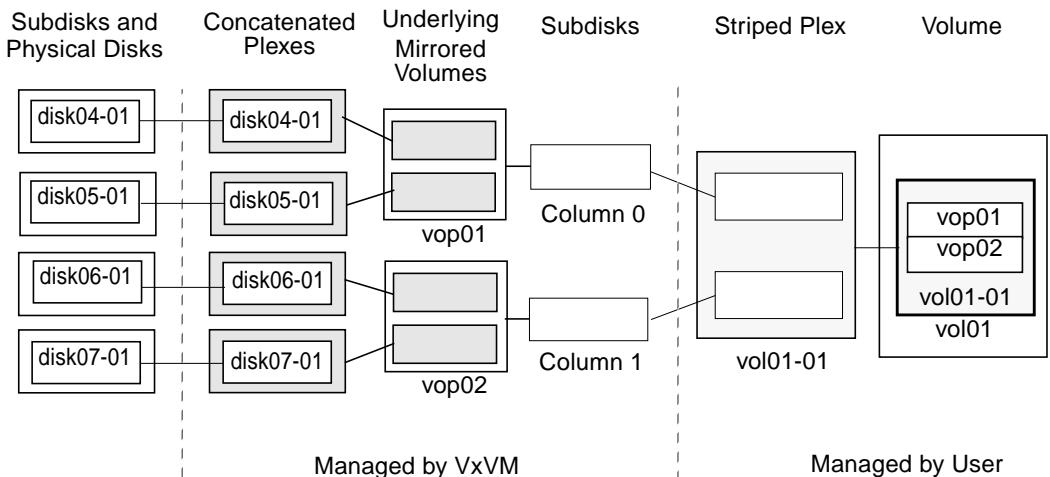 Subdisks and
Physical Disks
Concatenated
Plexes
Underlying
Mirrored
Volumes
Subdisks
Striped Plex
Volume
disk04-01
disk05-01
disk06-01
disk07-01
disk04-01
disk05-01
disk06-01
disk07-01
vop01
vop02
Column 0
Column 1
vol01-01
vop01
vop02
vol01-01
vol01
Managed by VxVM
Managed by User